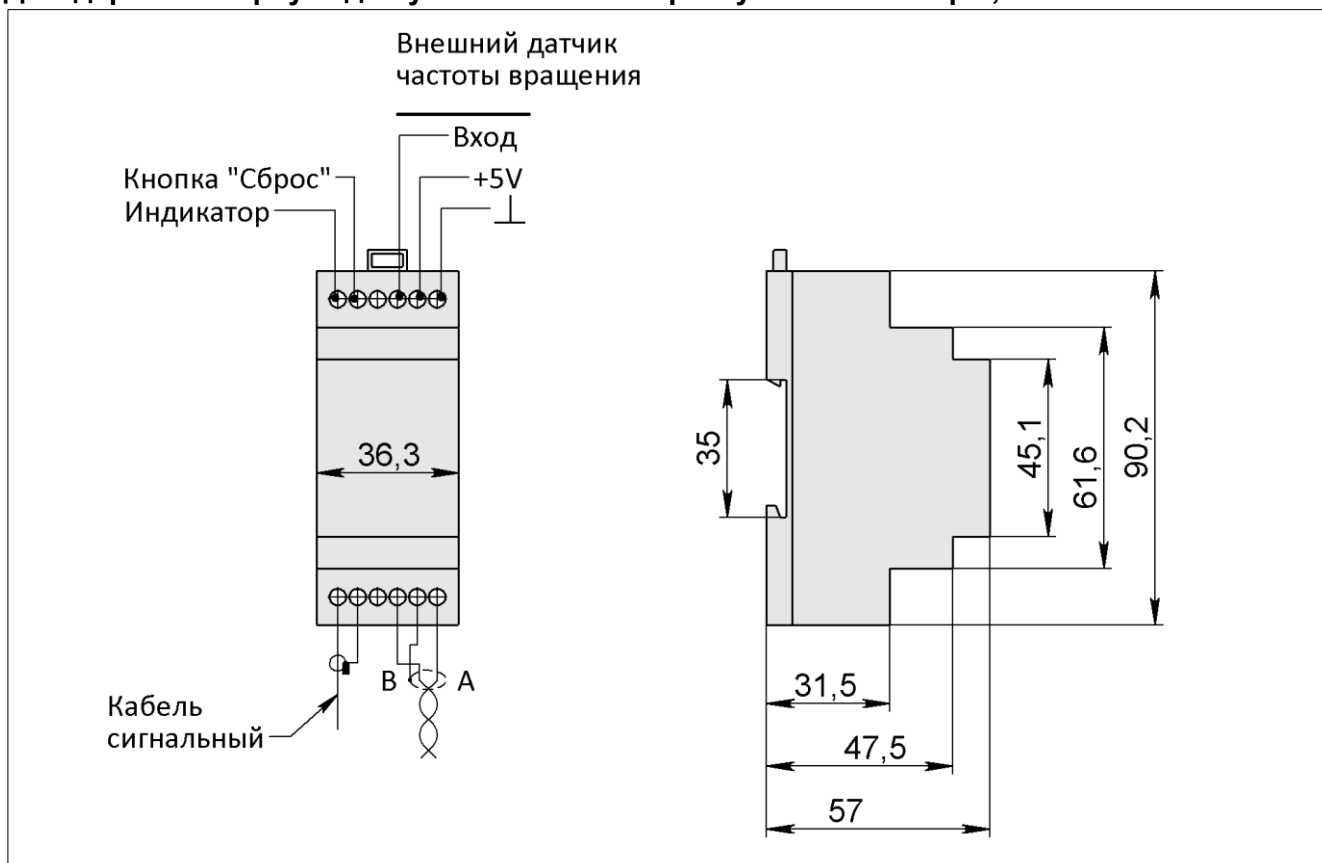 Внешний датчик
частоты вращения
Вход
Кнопка "Сброс"
+5V
Индикатор
36,3
35
45,1
61,6
90,2
B
A
Кабель
сигнальный
31,5
47,5
57